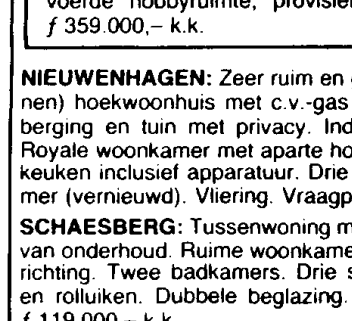 voerde hobbyruimte, provisie
ƒ 359.000,– k.k.
NIEUWENHAGEN: Zeer ruim en
nen) hoekwoonhuis met c.v.-gas
berging en tuin met privacy. Ind
Royale woonkamer met aparte ho
keuken inclusief apparatuur. Drie
mer (vernieuwd). Vliering. Vraagp
SCHAESBERG: Tussenwoning m
van onderhoud. Ruime woonkame
richting. Twee badkamers. Drie s
en rolluiken. Dubbele beglazing.
ƒ 119.000,– k.k.